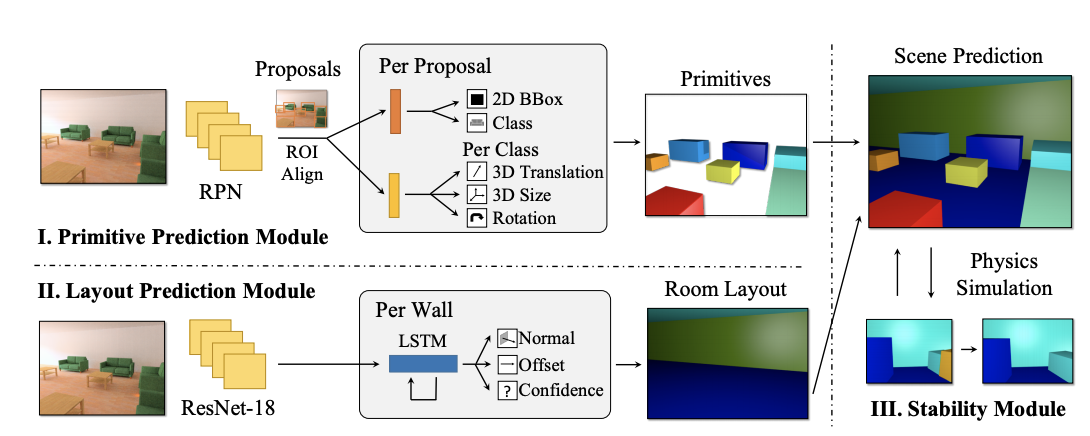 Proposals
RPN
ROI
Align
Per Proposal
2D BBox
Class
Per Class
3D Translation
3D Size
Rotation
Primitives
I. Primitive Prediction Module
II. Layout Prediction Module
ResNet-18
Per Wall
LSTM
Normal
Offset
?
Confidence
Room Layout
Scene Prediction
Physics
Simulation
III. Stability Module